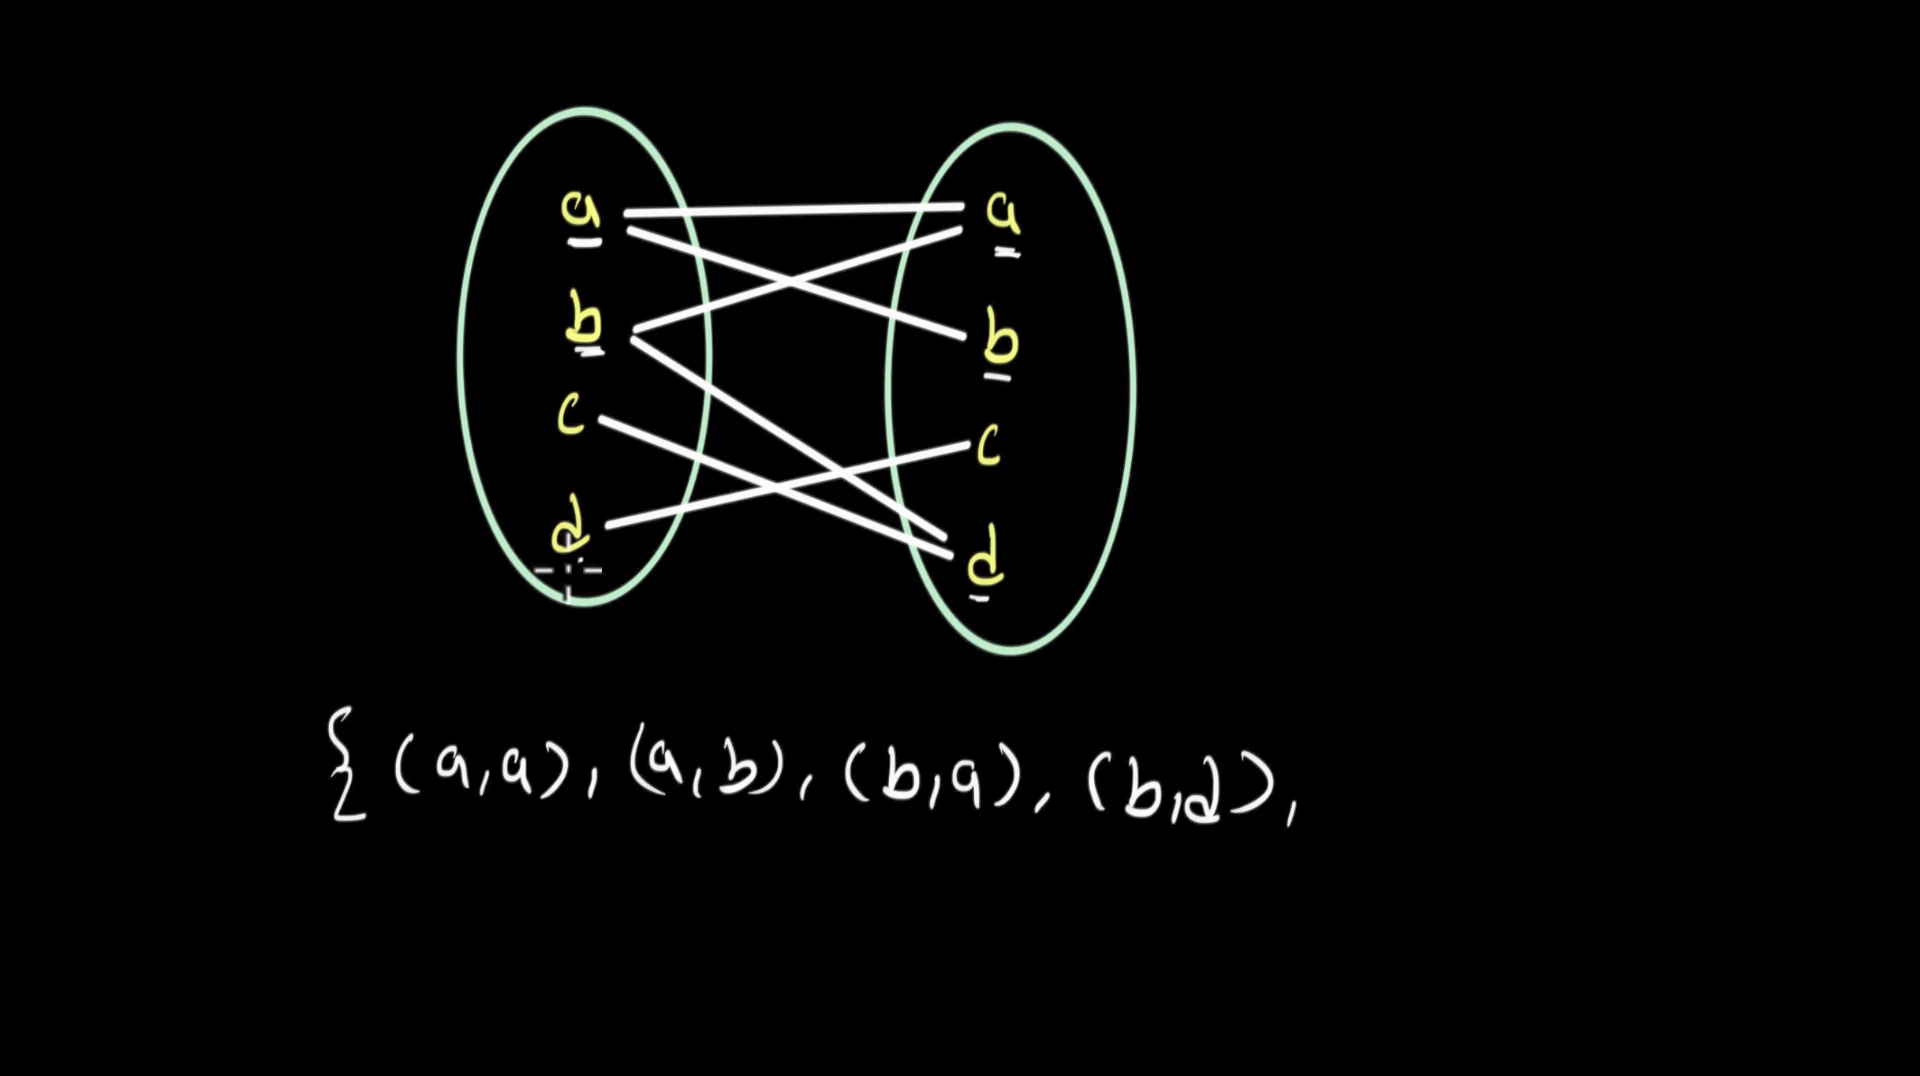 a a
b b
c c
d d
{ (a,a), (a,b), (b,a), (b,d),